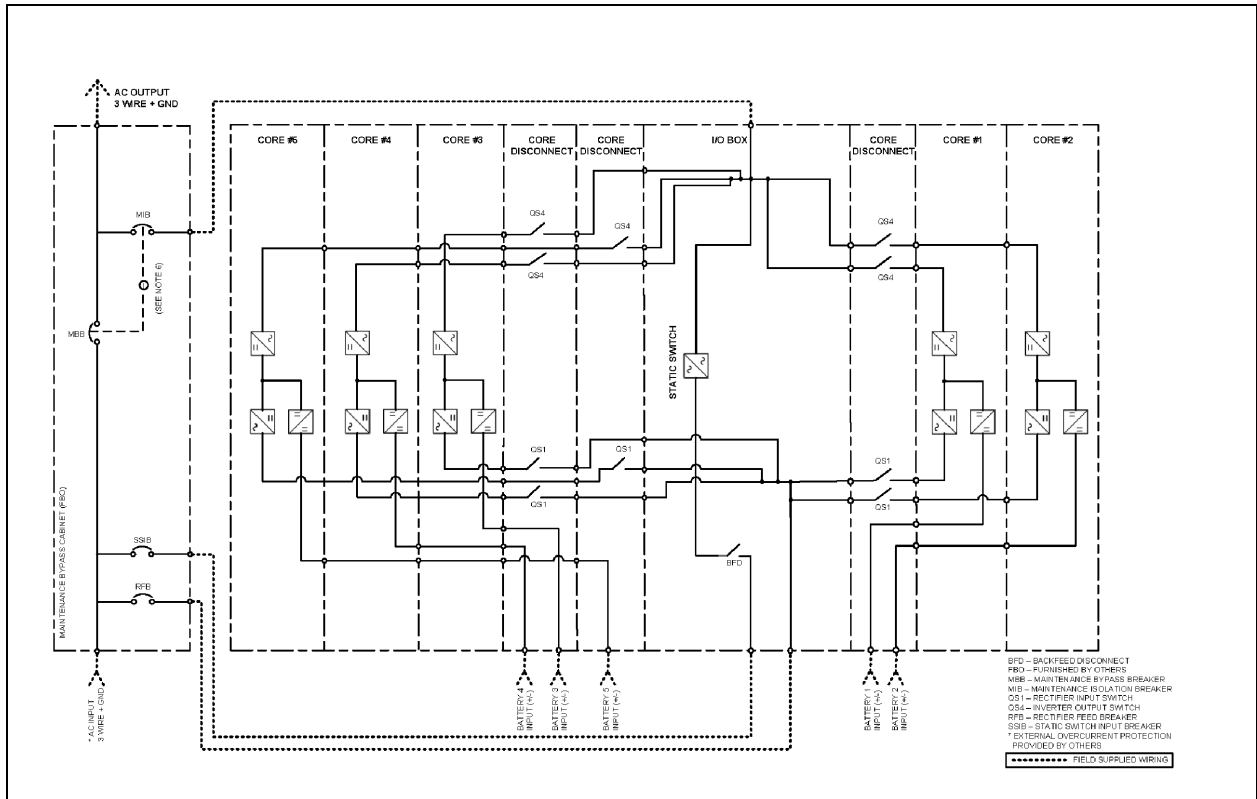 AC OUTPUT
3 WIRE + GND
CORE #5
CORE #4
CORE #3
CORE
DISCONNECT
CORE
DISCONNECT
I/O BOX
CORE
DISCONNECT
CORE #1
CORE #2
MIB
(SEE NOTE 6)
MBB
QS4
QS4
QS4
QS4
QS4
STATIC SWITCH
QS1
QS1
QS1
QS1
QS1
MAINTENANCE BYPASS CABINET (FBO)
SSIB
RFB
BFD
* AC INPUT
3 WIRE + GND
BATTERY 4
INPUT (+/-)
BATTERY 3
INPUT (+/-)
BATTERY 5
INPUT (+/-)
BATTERY 1
INPUT (+/-)
BATTERY 2
INPUT (+/-)
BFD – BACKFEED DISCONNECT
FBO – FURNISHED BY OTHERS
MBB – MAINTENANCE BYPASS BREAKER
MIB – MAINTENANCE ISOLATION BREAKER
QS1 – RECTIFIER INPUT SWITCH
QS4 – INVERTER OUTPUT SWITCH
RFB – RECTIFIER FEED BREAKER
SSIB – STATIC SWITCH INPUT BREAKER
* EXTERNAL OVERCURRENT PROTECTION
PROVIDED BY OTHERS
FIELD SUPPLIED WIRING